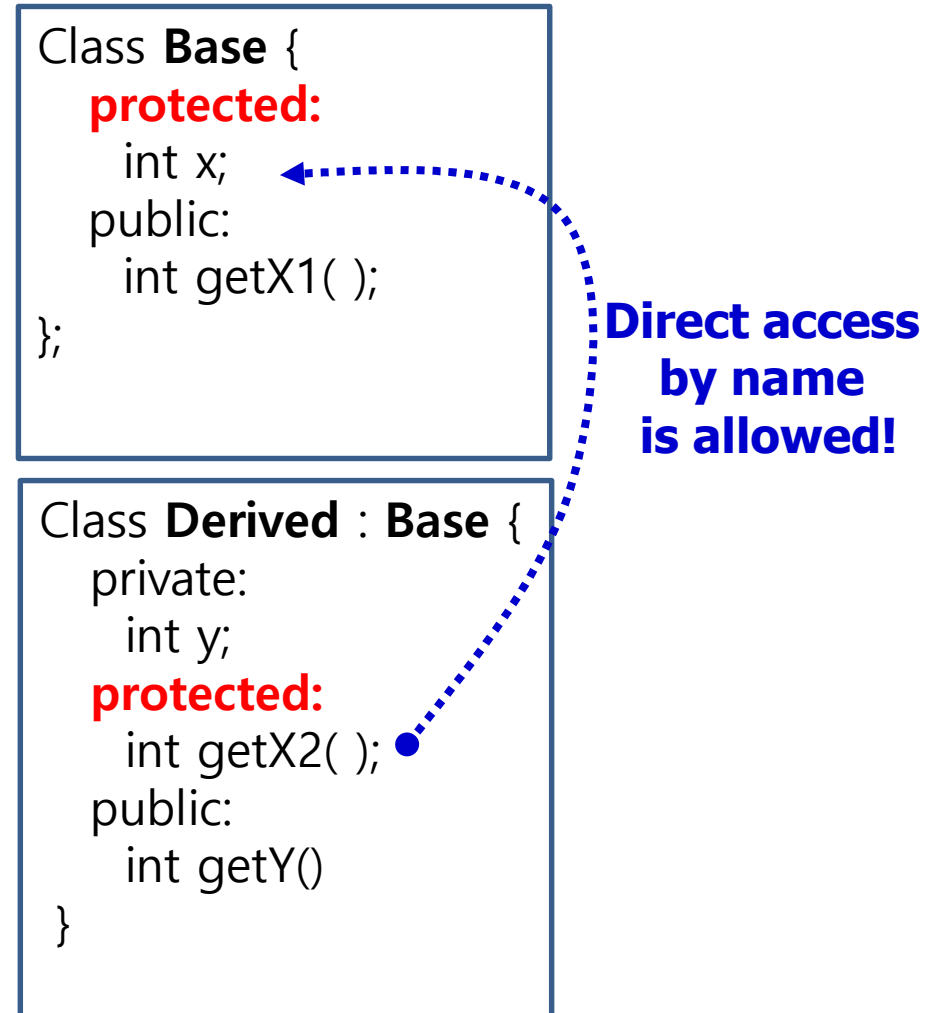 Class Base {
protected:
int x;
public:
int getX1( );
};
Direct access
by name
is allowed!
Class Derived : Base {
private:
int y;
protected:
int getX2( );
public:
int getY()
}